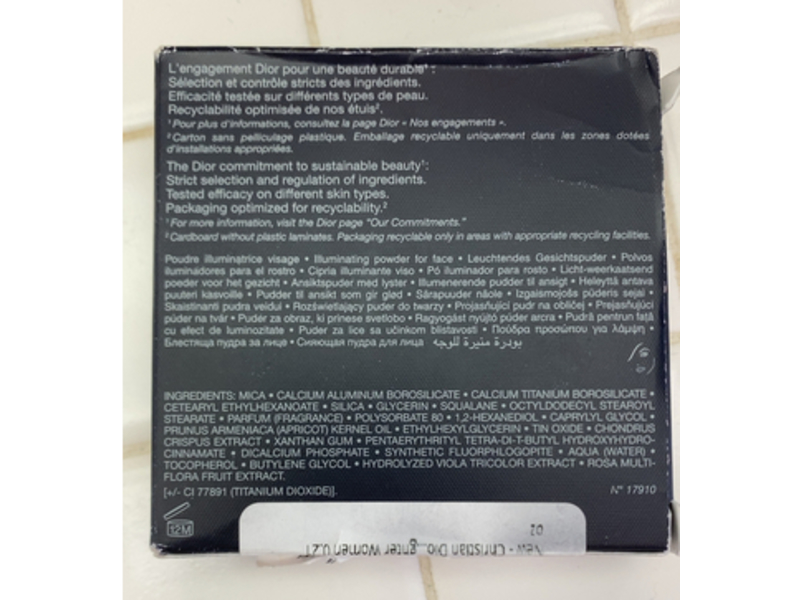 L'engagement Dior pour une beauté durable¹ :
Sélection et contrôle stricts des ingrédients.
Efficacité testée sur différents types de peau.
Recyclabilité optimisée de nos étuis².
¹ Pour plus d'informations, consultez la page Dior « Nos engagements ».
² Carton sans pelliculage plastique. Emballage recyclable uniquement dans les zones dotées
d'installations appropriées.
The Dior commitment to sustainable beauty¹:
Strict selection and regulation of ingredients.
Tested efficacy on different skin types.
Packaging optimized for recyclability.²
¹ For more information, visit the Dior page "Our Commitments."
² Cardboard without plastic laminates. Packaging recyclable only in areas with appropriate recycling facilities.
Poudre illuminatrice visage • Illuminating powder for face • Leuchtendes Gesichtspuder • Polvos
iluminadores para el rostro • Cipria illuminante viso • Pó iluminador para rosto • Licht-weerkaatsend
poeder voor het gezicht • Ansiktspuder med lyster • Illumenerende pudder til ansigt • Heleyttä antava
puuteri kasvoille • Pudder til ansikt som gir glød • Sárapuder náole • Izgaismojošs pūderis sejai •
Skaistinanti pudra veidui • Rozświetlający puder do twarzy • Projasňující pudr na obličej • Prejasňujúci
púder na tvár • Puder za obraz, ki prinese svetlobo • Ragyogást nyújtó púder arcra • Pudră pentrun față
cu efect de luminozitate • Puder za lice sa učinkom blistavosti • Πούδρα προσώπου για λάμψη •
Блестяща пудра за лице • Сияющая пудра для лица بودرة منيرة للوجه
INGREDIENTS: MICA • CALCIUM ALUMINUM BOROSILICATE • CALCIUM TITANIUM BOROSILICATE •
CETEARYL ETHYLHEXANOATE • SILICA • GLYCERIN • SQUALANE • OCTYLDODECYL STEAROYL
STEARATE • PARFUM (FRAGRANCE) • POLYSORBATE 80 • 1,2-HEXANEDIOL • CAPRYLYL GLYCOL •
PRUNUS ARMENIACA (APRICOT) KERNEL OIL • ETHYLHEXYLGLYCERIN • TIN OXIDE • CHONDRUS
CRISPUS EXTRACT • XANTHAN GUM • PENTAERYTHRITYL TETRA-DI-T-BUTYL HYDROXYHYDRO-
CINNAMATE • DICALCIUM PHOSPHATE • SYNTHETIC FLUORPHLOGOPITE • AQUA (WATER) •
TOCOPHEROL • BUTYLENE GLYCOL • HYDROLYZED VIOLA TRICOLOR EXTRACT • ROSA MULTI-
FLORA FRUIT EXTRACT.
[+/- CI 77891 (TITANIUM DIOXIDE)]. N° 17910
12M
New - Christian Women 0.2
02